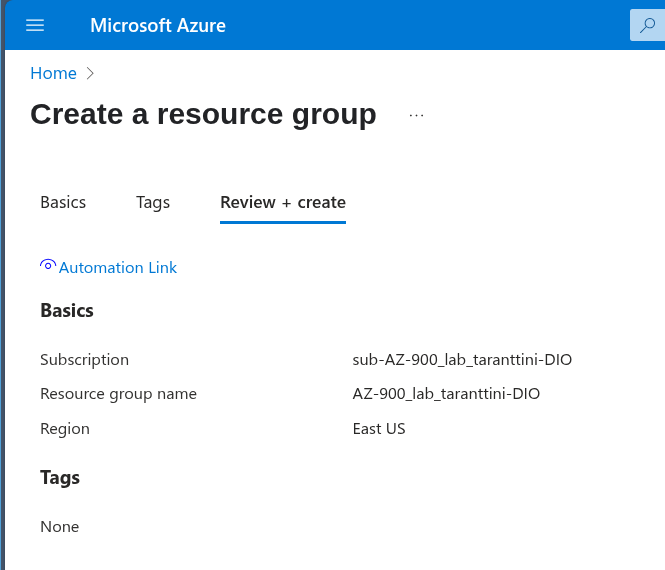 Microsoft Azure
Home
Create a resource group ...
Basics Tags Review + create
Automation Link
Basics
Subscription sub-AZ-900_lab_taranttini-DIO
Resource group name AZ-900_lab_taranttini-DIO
Region East US
Tags
None